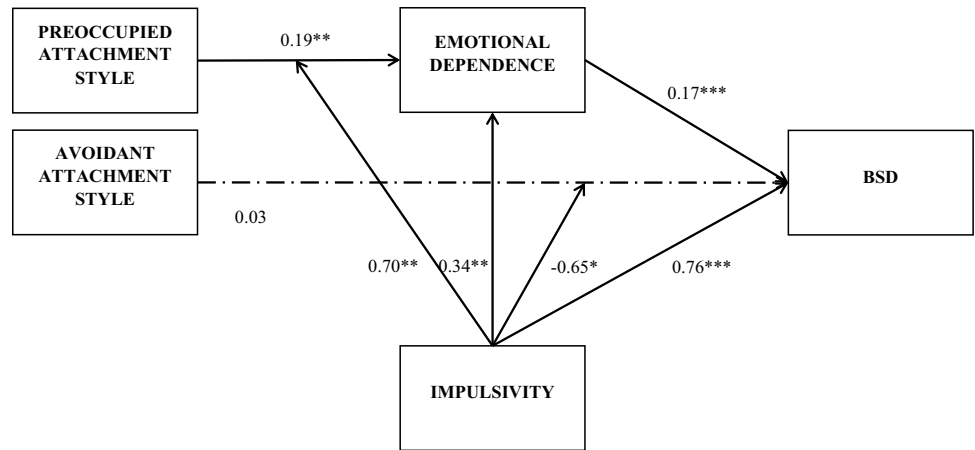 PREOCCUPIED
ATTACHMENT
STYLE
0.19**
EMOTIONAL
DEPENDENCE
0.17***
AVOIDANT
ATTACHMENT
STYLE
BSD
0.03
0.70**
0.34**
-0.65*
0.76***
IMPULSIVITY